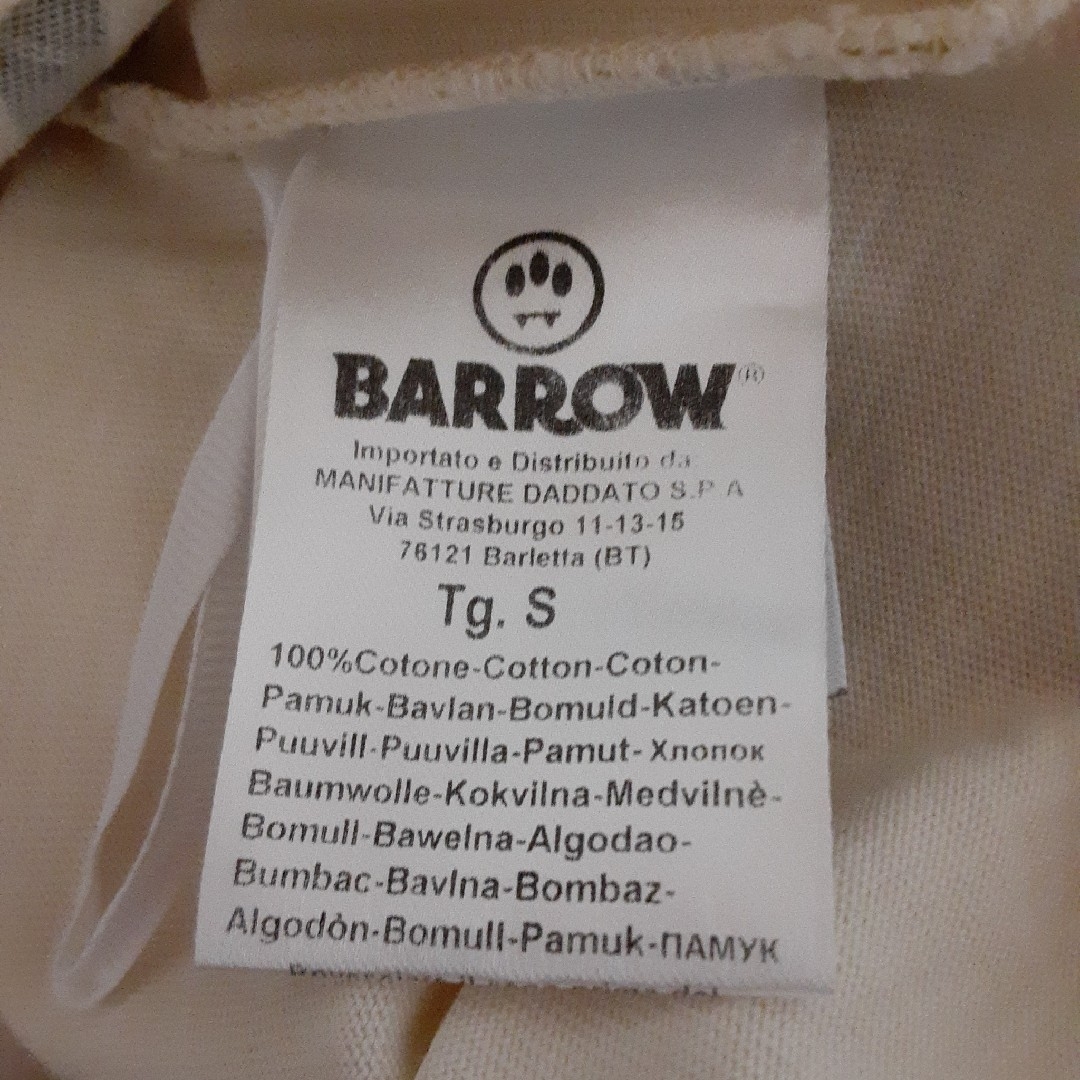 BARROW®
Importato e Distribuito da
MANIFATTURE DADDATO S.P.A
Via Strasburgo 11-13-15
76121 Barletta (BT)
Tg. S
100%Cotone-Cotton-Coton-
Pamuk-Bavlan-Bomuld-Katoen-
Puuvill-Puuvilla-Pamut-Хлопок
Baumwolle-Kokvilna-Medvilnè-
Bomull-Bawelna-Algodao-
Bumbac-Bavlna-Bombaz-
Algodòn-Bomull-Pamuk-ПАМУК